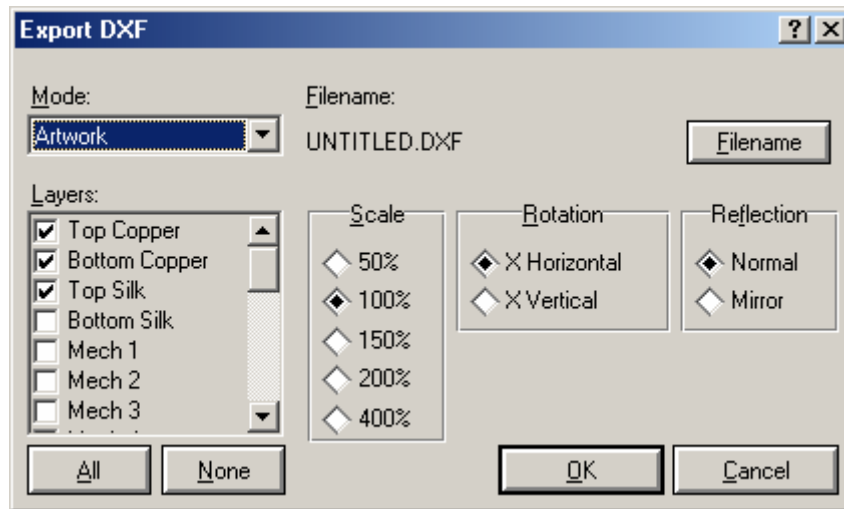 Export DXF
Mode:
Artwork
Filename:
UNTITLED.DXF
Filename
Layers:
Top Copper
Bottom Copper
Top Silk
Bottom Silk
Mech 1
Mech 2
Mech 3
All
None
Scale
50%
100%
150%
200%
400%
Rotation
X Horizontal
X Vertical
Reflection
Normal
Mirror
OK
Cancel